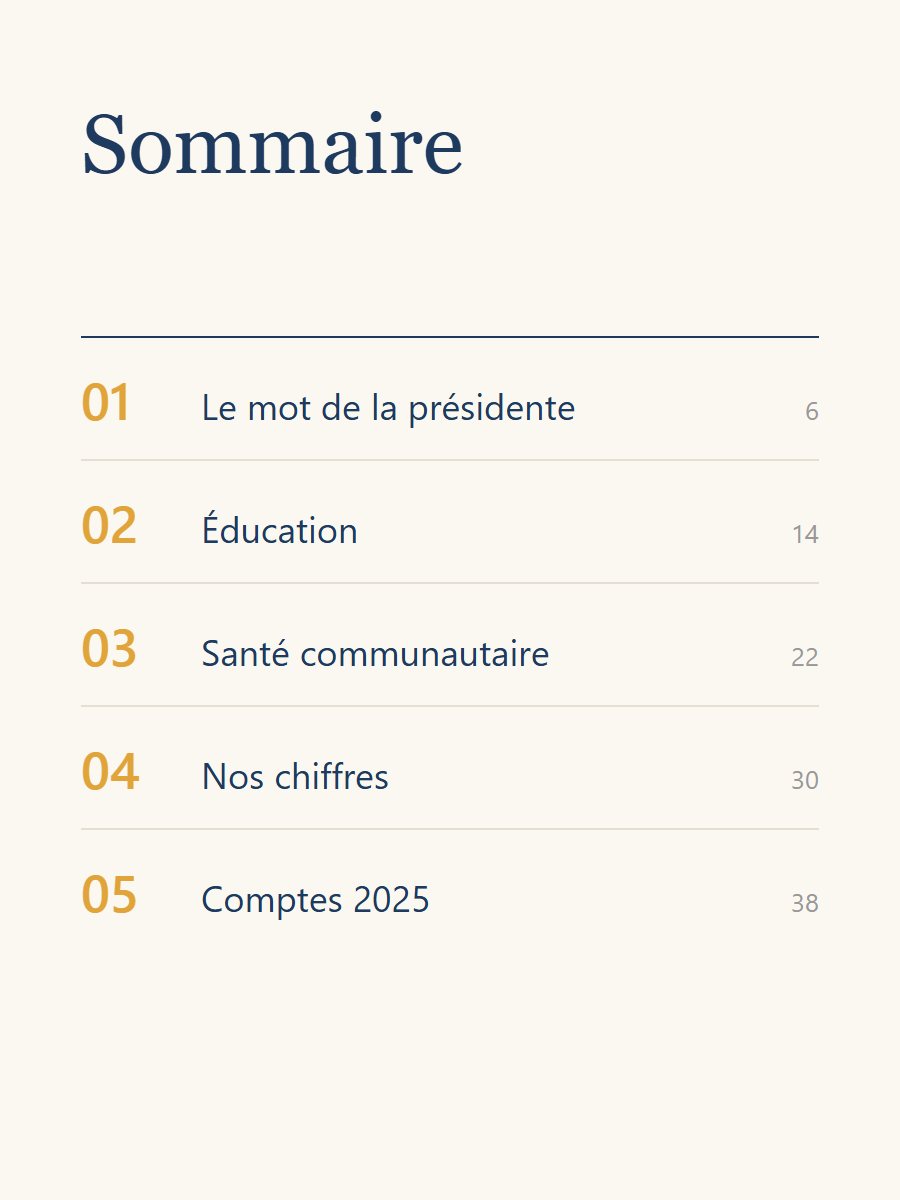 Sommaire
01 Le mot de la présidente 6
02 Éducation 14
03 Santé communautaire 22
04 Nos chiffres 30
05 Comptes 2025 38